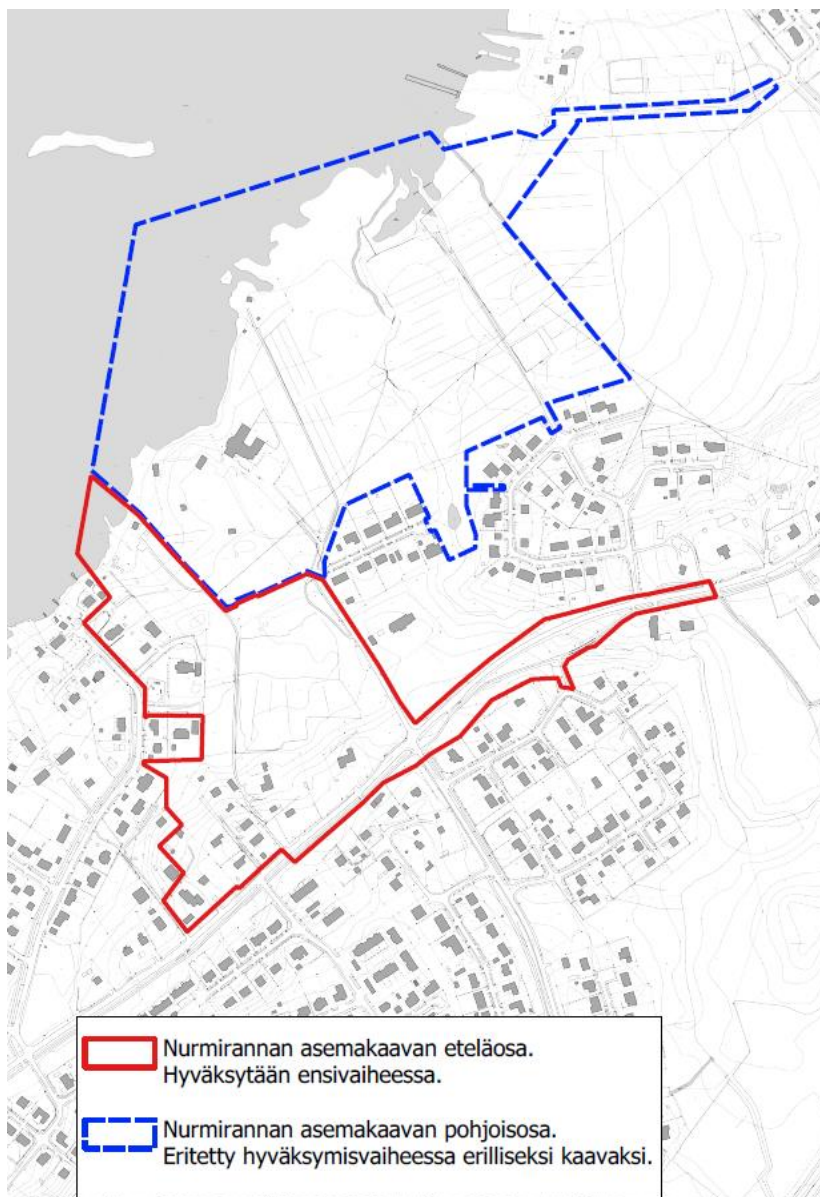 Nurmirannan asemakaavan eteläosa.
Hyväksytään ensivaiheessa.
Nurmirannan asemakaavan pohjoisosa.
Eritetty hyväksymisvaiheessa erilliseksi kaavaksi.